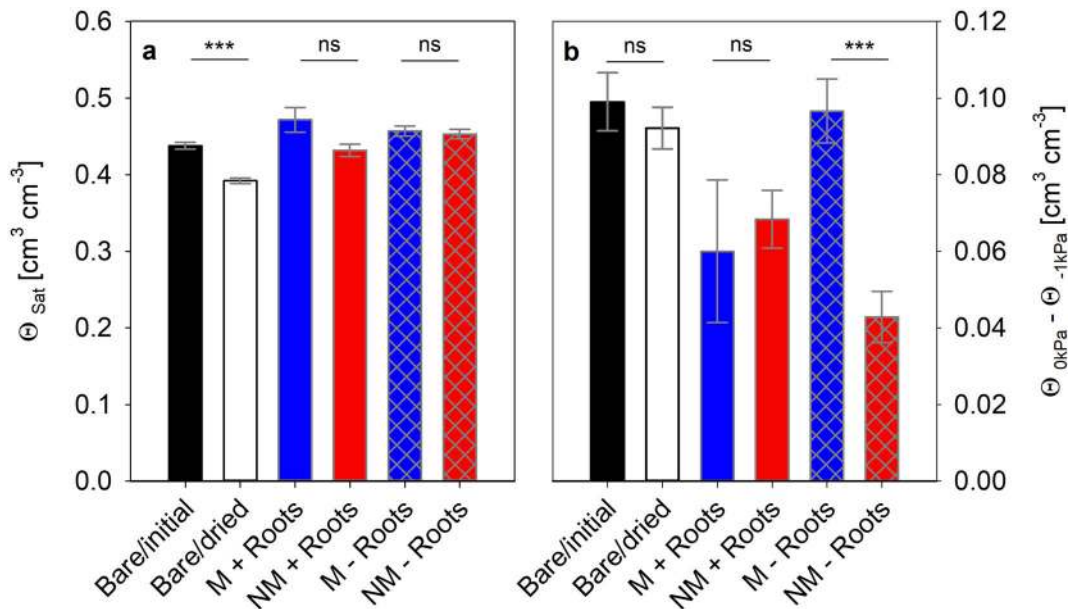 0.6
0.5
0.4
0.3
0.2
0.1
0.0
Θ Sat [cm³ cm⁻³]
a
***
ns
ns
Bare/initial
Bare/dried
M + Roots
NM + Roots
M - Roots
NM - Roots
b
ns
ns
***
Bare/initial
Bare/dried
M + Roots
NM + Roots
M - Roots
NM - Roots
0.12
0.10
0.08
0.06
0.04
0.02
0.00
Θ 0kPa - Θ -1kPa [cm³ cm⁻³]